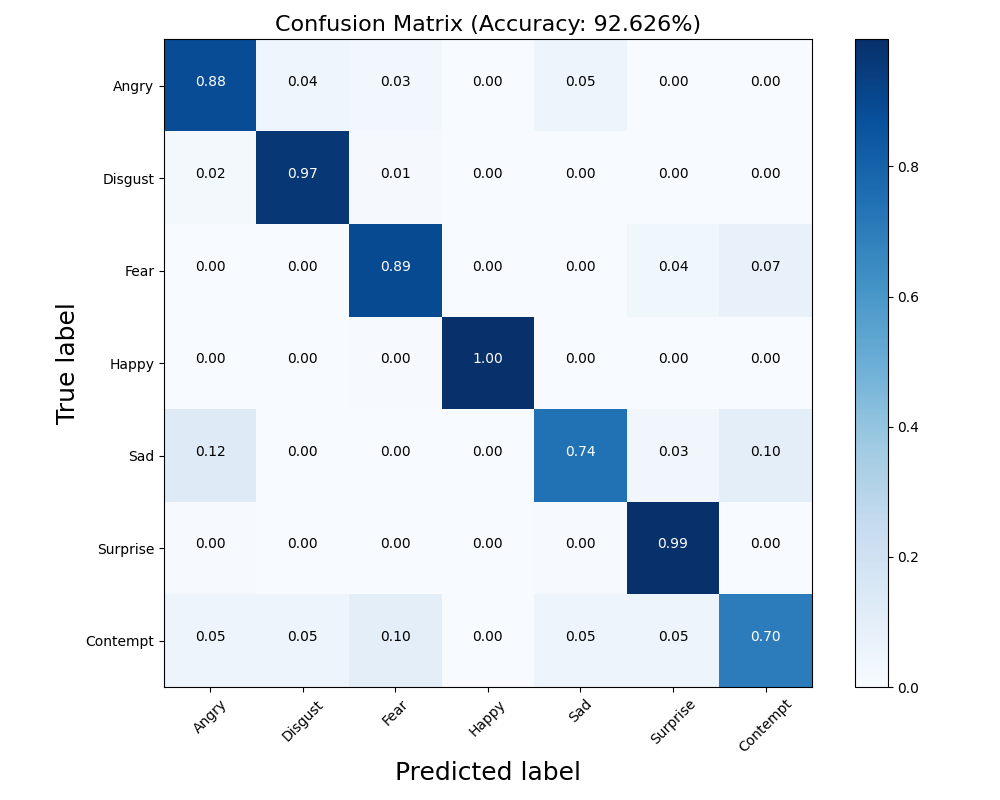 Confusion Matrix (Accuracy: 92.626%)
Angry 0.88 0.04 0.03 0.00 0.05 0.00 0.00
Disgust 0.02 0.97 0.01 0.00 0.00 0.00 0.00
Fear 0.00 0.00 0.89 0.00 0.00 0.04 0.07
Happy 0.00 0.00 0.00 1.00 0.00 0.00 0.00
Sad 0.12 0.00 0.00 0.00 0.74 0.03 0.10
Surprise 0.00 0.00 0.00 0.00 0.00 0.99 0.00
Contempt 0.05 0.05 0.10 0.00 0.05 0.05 0.70
Angry Disgust Fear Happy Sad Surprise Contempt
Predicted label
True label
0.8
0.6
0.4
0.2
0.0